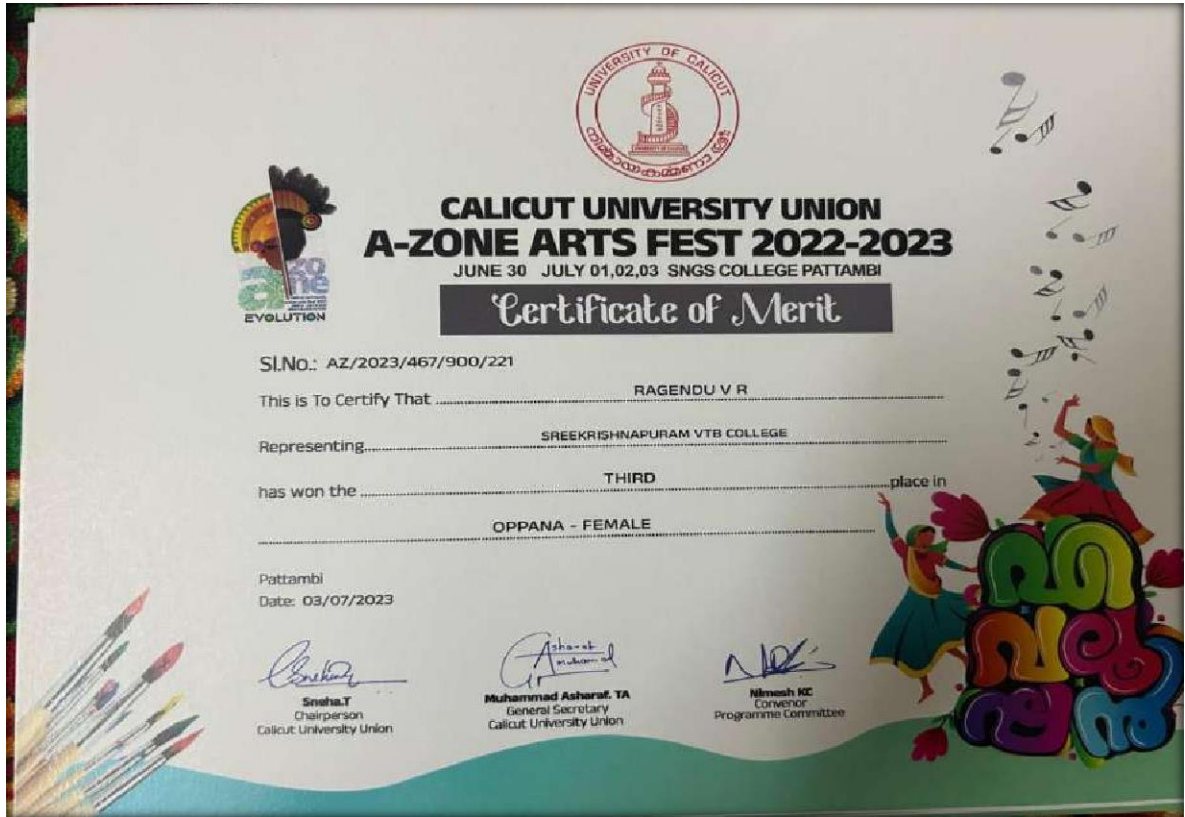 UNIVERSITY OF CALICUT
നിർമ്മായകർമ്മണാ ശ്രീഃ
CALICUT UNIVERSITY UNION
A-ZONE ARTS FEST 2022-2023
JUNE 30 JULY 01,02,03 SNGS COLLEGE PATTAMBI
Certificate of Merit
EVOLUTION
Sl.No.: AZ/2023/467/900/221
This is To Certify That RAGENDU V R
Representing SREEKRISHNAPURAM VTB COLLEGE
has won the THIRD place in
OPPANA - FEMALE
Pattambi
Date: 03/07/2023
Sneha.T
Chairperson
Calicut University Union
Muhammad Asharaf. TA
General Secretary
Calicut University Union
Nimesh KC
Convenor
Programme Committee